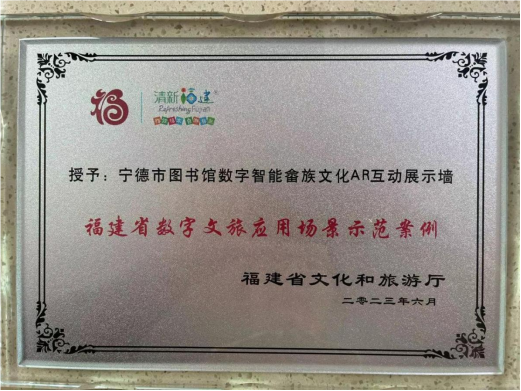 福
清新福建
Refreshing Fujian
授予：宁德市图书馆数字智能畲族文化AR互动展示墙
福建省数字文旅应用场景示范案例
福建省文化和旅游厅
二零二三年六月